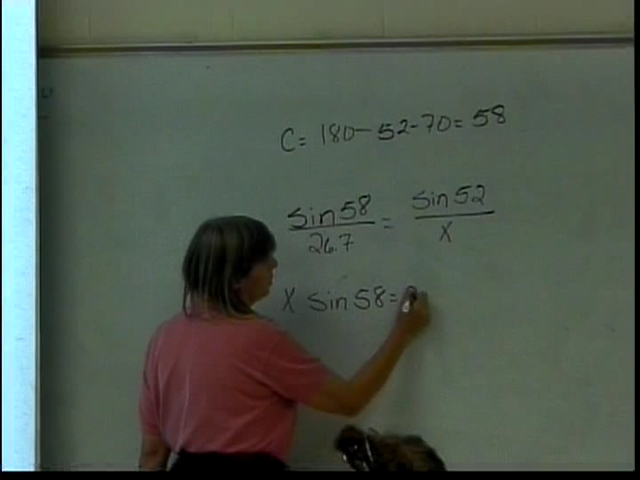 C = 180 - 52 - 70 = 58
sin 58 / 26.7 = sin 52 / x
x sin 58 =